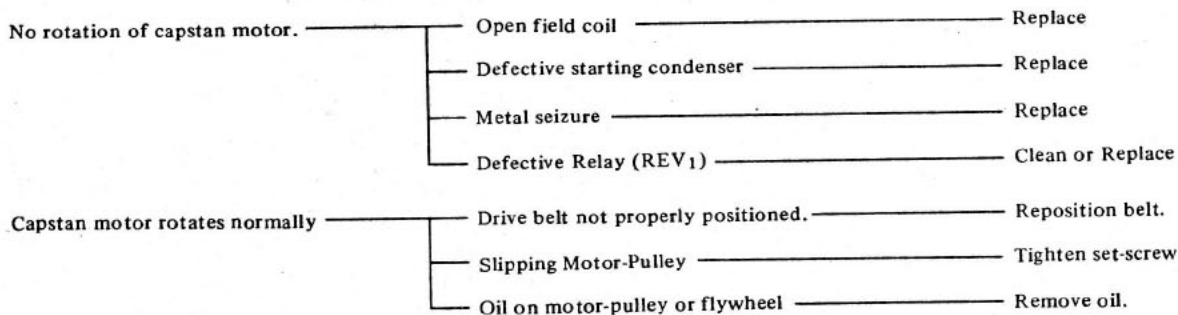 No rotation of capstan motor. Open field coil Replace
Defective starting condenser Replace
Metal seizure Replace
Defective Relay (REV1) Clean or Replace
Capstan motor rotates normally Drive belt not properly positioned. Reposition belt.
Slipping Motor-Pulley Tighten set-screw
Oil on motor-pulley or flywheel Remove oil.